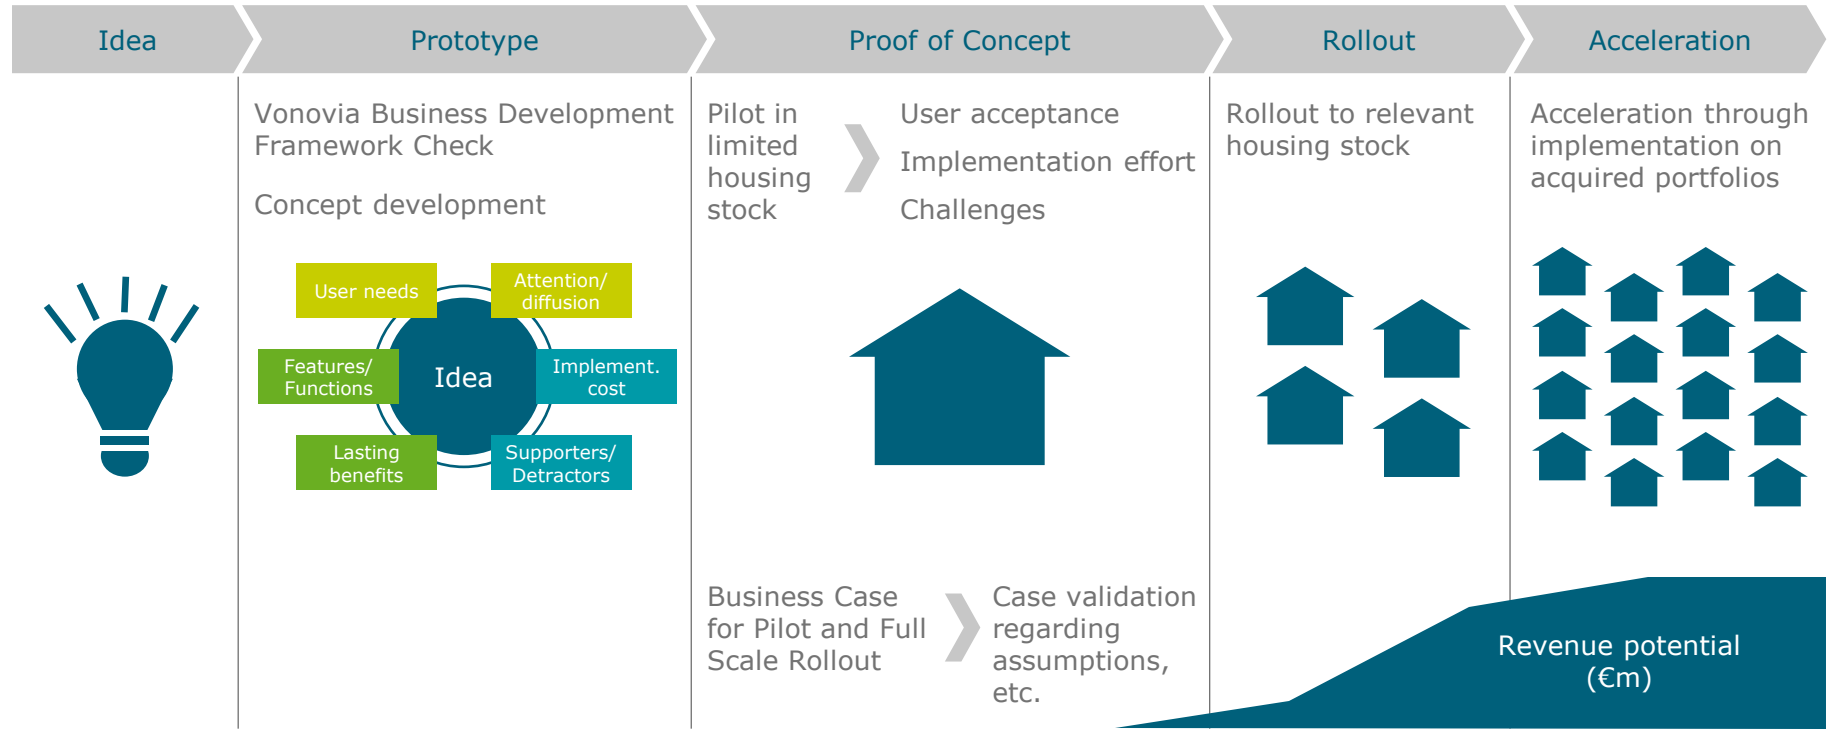 Idea
Prototype
Proof of Concept
Rollout
Acceleration
Vonovia Business Development
Framework Check
Concept development
User needs
Attention/
diffusion
Features/
Functions
Idea
Implement.
cost
Lasting
benefits
Supporters/
Detractors
Pilot in
limited
housing
stock
User acceptance
Implementation effort
Challenges
Business Case
for Pilot and Full
Scale Rollout
Case validation
regarding
assumptions,
etc.
Rollout to relevant
housing stock
Acceleration through
implementation on
acquired portfolios
Revenue potential
(€m)